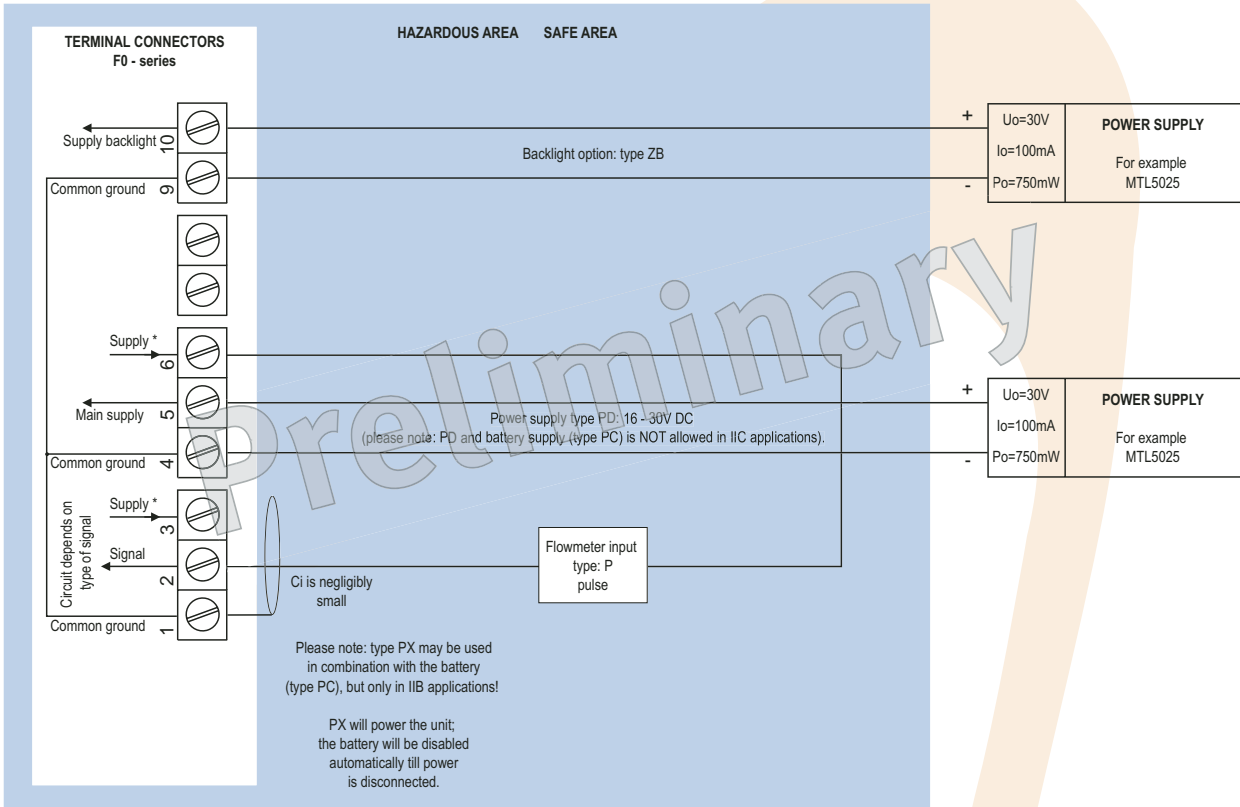 TERMINAL CONNECTORS
F0 - series
HAZARDOUS AREA SAFE AREA
Supply backlight
10
Common ground
9
Backlight option: type ZB
+
-
Uo=30V
Io=100mA
Po=750mW
POWER SUPPLY
For example
MTL5025
Supply *
6
Main supply
5
Common ground
4
Power supply type PD: 16 - 30V DC
(please note: PD and battery supply (type PC) is NOT allowed in IIC applications).
+
-
Uo=30V
Io=100mA
Po=750mW
POWER SUPPLY
For example
MTL5025
Circuit depends on
type of signal
Supply *
3
Signal
2
Common ground
1
Ci is negligibly
small
Flowmeter input
type: P
pulse
Please note: type PX may be used
in combination with the battery
(type PC), but only in IIB applications!
PX will power the unit;
the battery will be disabled
automatically till power
is disconnected.
Preliminary